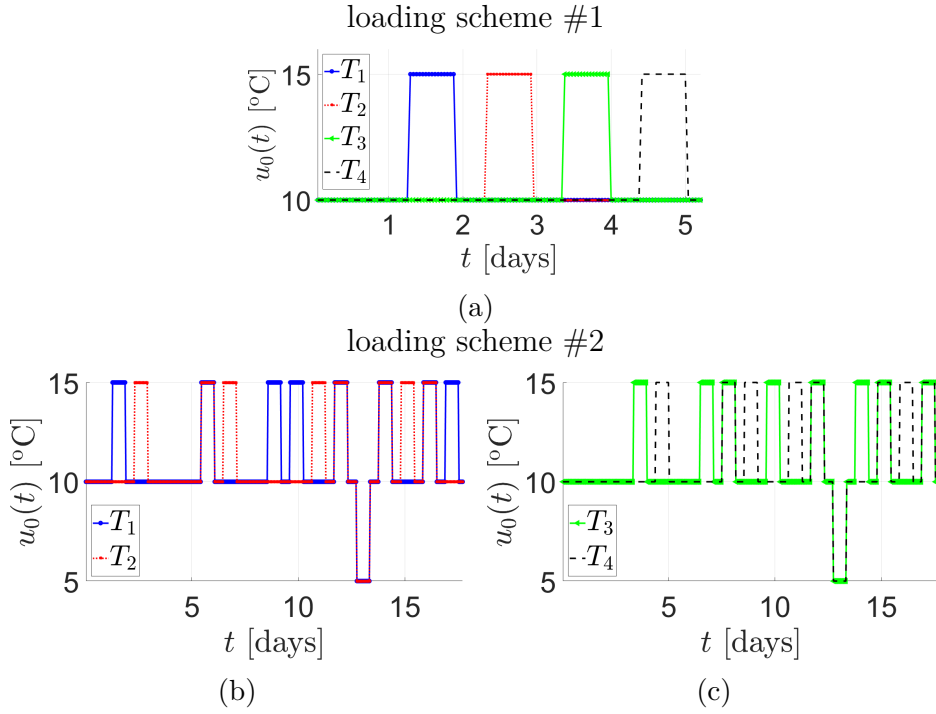 loading scheme #1
u₀(t) [°C]
15
10
T₁
T₂
T₃
T₄
1 2 3 4 5
t [days]
(a)
loading scheme #2
u₀(t) [°C]
15
10
5
T₁
T₂
5 10 15
t [days]
(b)
u₀(t) [°C]
15
10
5
T₃
T₄
5 10 15
t [days]
(c)